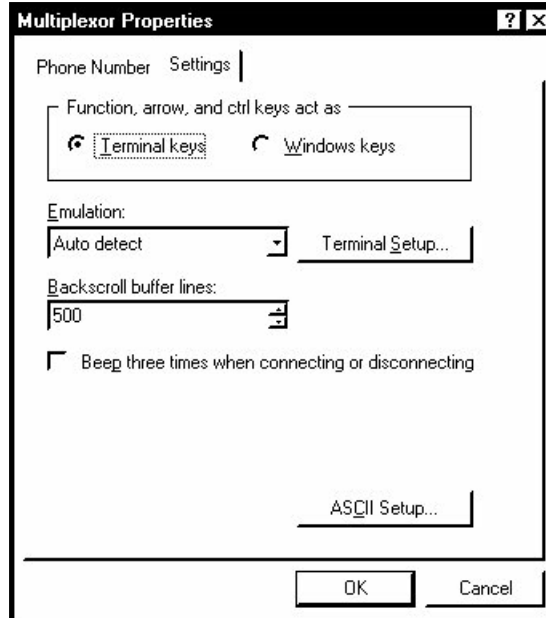 Multiplexor Properties ? X
Phone Number Settings
Function, arrow, and ctrl keys act as
Terminal keys Windows keys
Emulation:
Auto detect Terminal Setup...
Backscroll buffer lines:
500
Beep three times when connecting or disconnecting
ASCII Setup...
OK Cancel